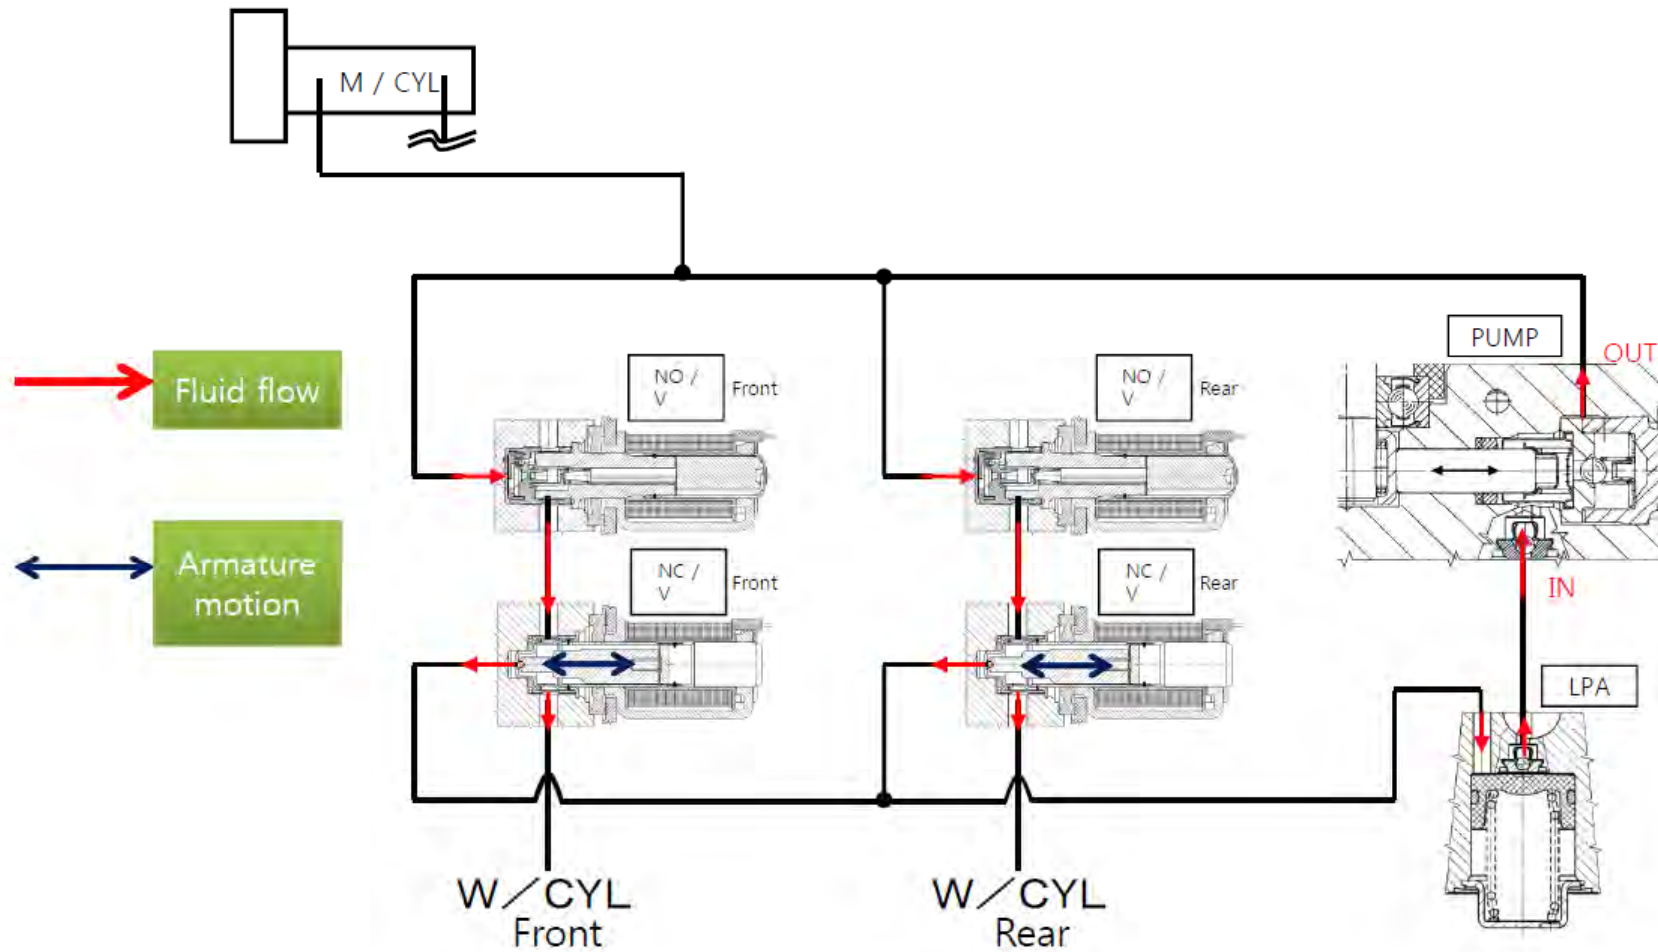 M / CYL
PUMP
OUT
Fluid flow
NO /
V
Front
NO /
V
Rear
Armature
motion
NC /
V
Front
NC /
V
Rear
IN
LPA
W／CYL
Front
W／CYL
Rear